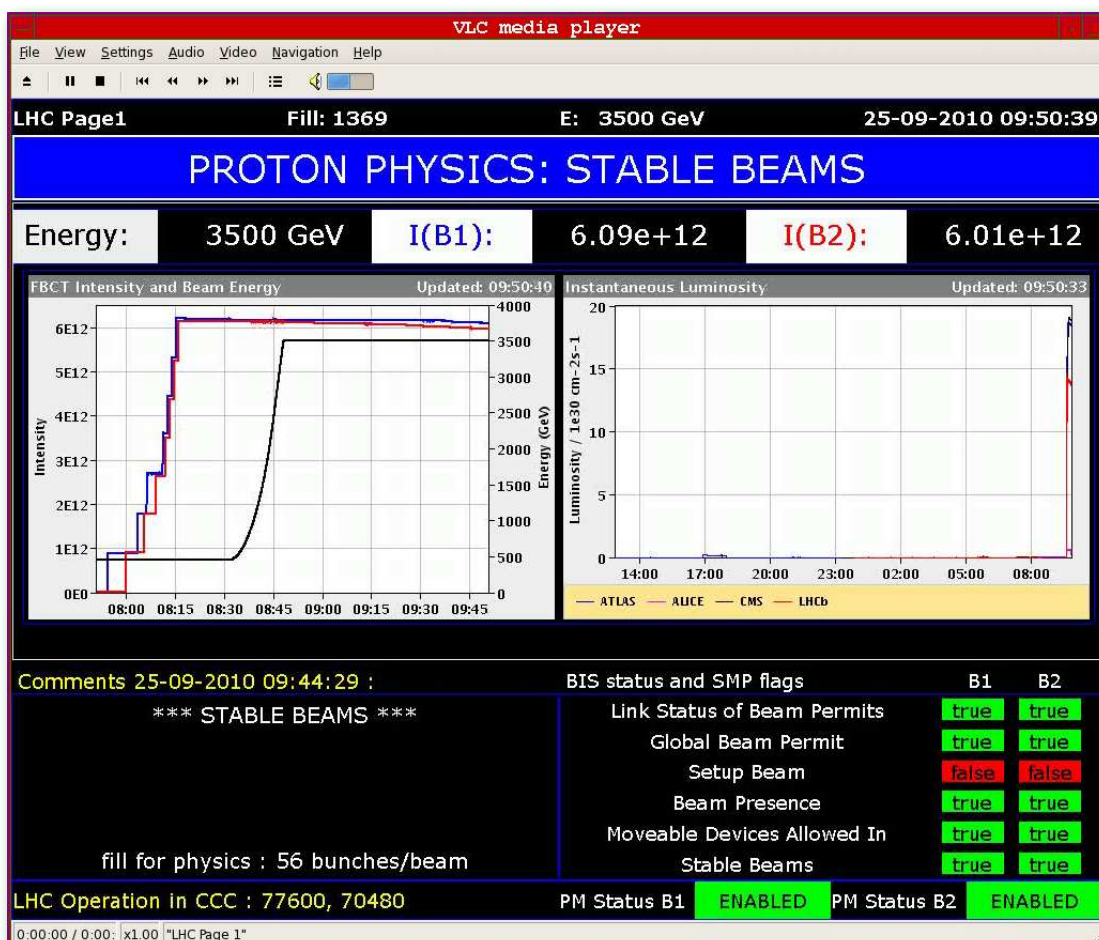 VLC media player
File View Settings Audio Video Navigation Help
LHC Page1 Fill: 1369 E: 3500 GeV 25-09-2010 09:50:39
PROTON PHYSICS: STABLE BEAMS
Energy: 3500 GeV I(B1): 6.09e+12 I(B2): 6.01e+12
FBCT Intensity and Beam Energy Updated: 09:50:40
Intensity
6E12
5E12
4E12
3E12
2E12
1E12
0E0
4000
3500
3000
2500
2000
1500
1000
500
0
Energy (GeV)
08:00 08:15 08:30 08:45 09:00 09:15 09:30 09:45
Instantaneous Luminosity Updated: 09:50:33
Luminosity / 1e30 cm-2s-1
20
15
10
5
0
14:00 17:00 20:00 23:00 02:00 05:00 08:00
ATLAS ALICE CMS LHCb
Comments 25-09-2010 09:44:29 :
*** STABLE BEAMS ***
fill for physics : 56 bunches/beam
BIS status and SMP flags B1 B2
Link Status of Beam Permits true true
Global Beam Permit true true
Setup Beam false false
Beam Presence true true
Moveable Devices Allowed In true true
Stable Beams true true
LHC Operation in CCC : 77600, 70480 PM Status B1 ENABLED PM Status B2 ENABLED
0:00:00 / 0:00: x1.00 "LHC Page 1"